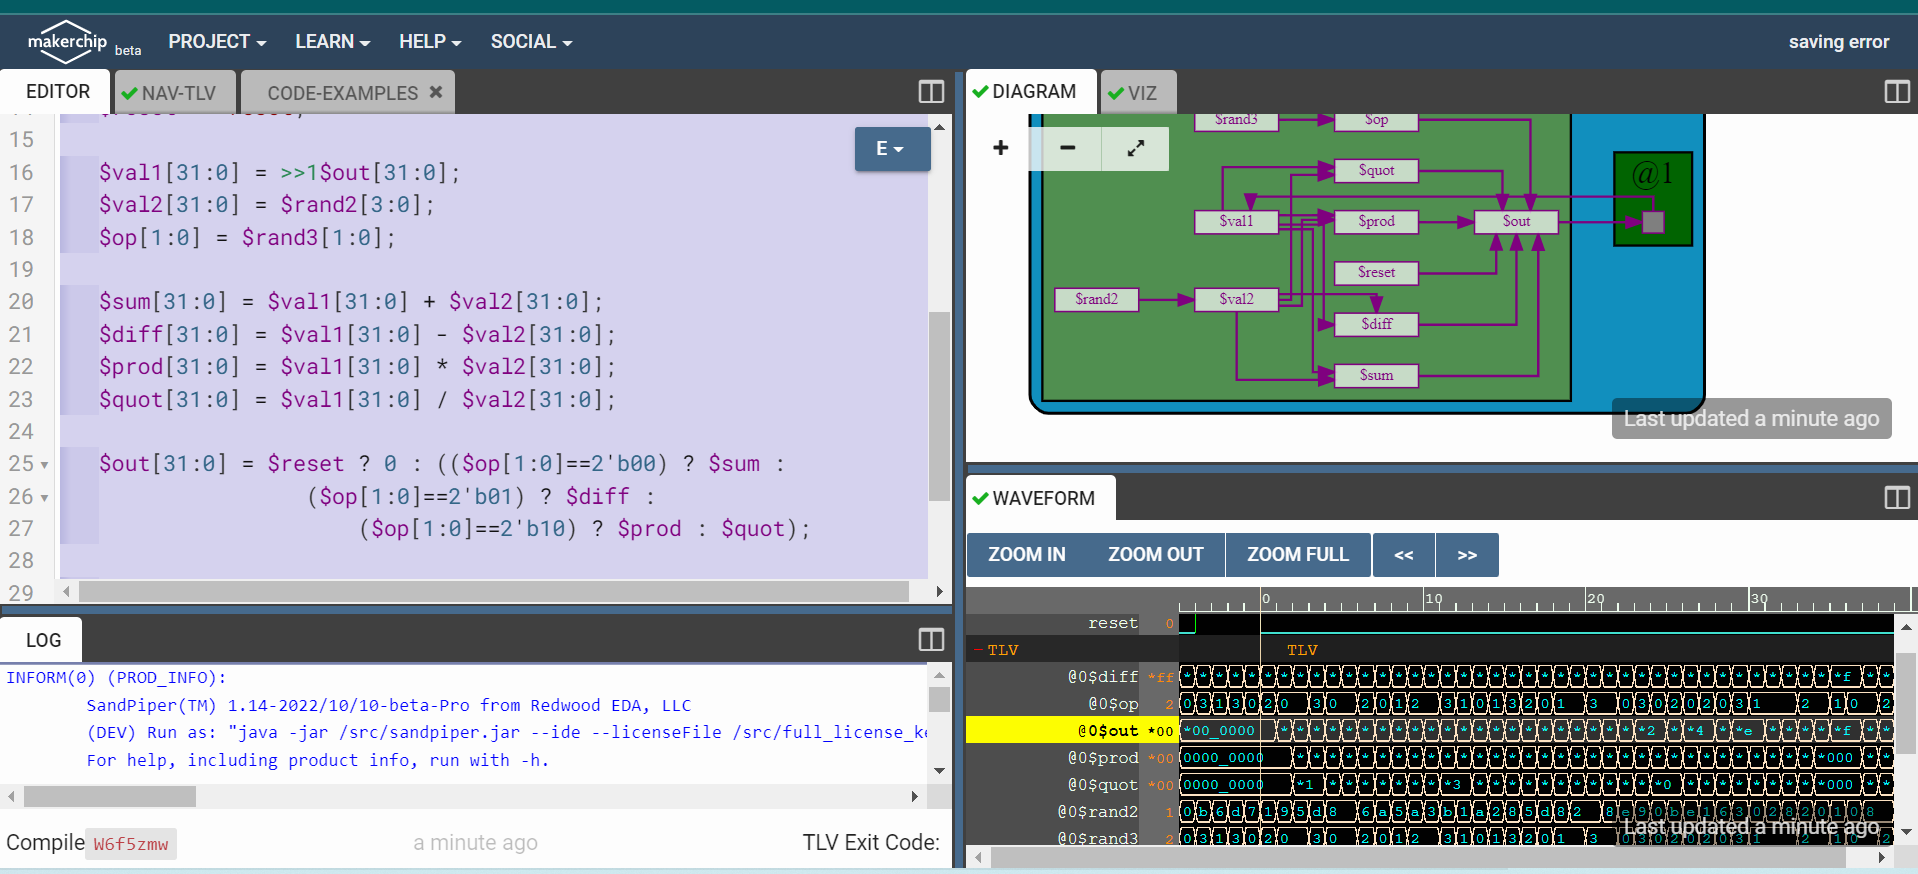 makerchip beta PROJECT LEARN HELP SOCIAL saving error
EDITOR NAV-TLV CODE-EXAMPLES
15
16 $val1[31:0] = >>1$out[31:0];
17 $val2[31:0] = $rand2[3:0];
18 $op[1:0] = $rand3[1:0];
19
20 $sum[31:0] = $val1[31:0] + $val2[31:0];
21 $diff[31:0] = $val1[31:0] - $val2[31:0];
22 $prod[31:0] = $val1[31:0] * $val2[31:0];
23 $quot[31:0] = $val1[31:0] / $val2[31:0];
24
25 $out[31:0] = $reset ? 0 : (($op[1:0]==2'b00) ? $sum :
26 ($op[1:0]==2'b01) ? $diff :
27 ($op[1:0]==2'b10) ? $prod : $quot);
28
29
E
LOG
INFORM(0) (PROD_INFO):
SandPiper(TM) 1.14-2022/10/10-beta-Pro from Redwood EDA, LLC
(DEV) Run as: "java -jar /src/sandpiper.jar --ide --licenseFile /src/full_license_ke
For help, including product info, run with -h.
Compile W6f5zmw a minute ago TLV Exit Code:
DIAGRAM VIZ
+ −
$rand3 $op
$quot
@1
$val1 $prod $out
$reset
$rand2 $val2
$diff
$sum
Last updated a minute ago
WAVEFORM
ZOOM IN ZOOM OUT ZOOM FULL << >>
0 10 20 30
reset 0
TLV TLV
@0$diff *ff
@0$op 2
@0$out *00 *00_0000
@0$prod *00 0000_0000
@0$quot *00 0000_0000
@0$rand2 1
@0$rand3 2
Last updated a minute ago